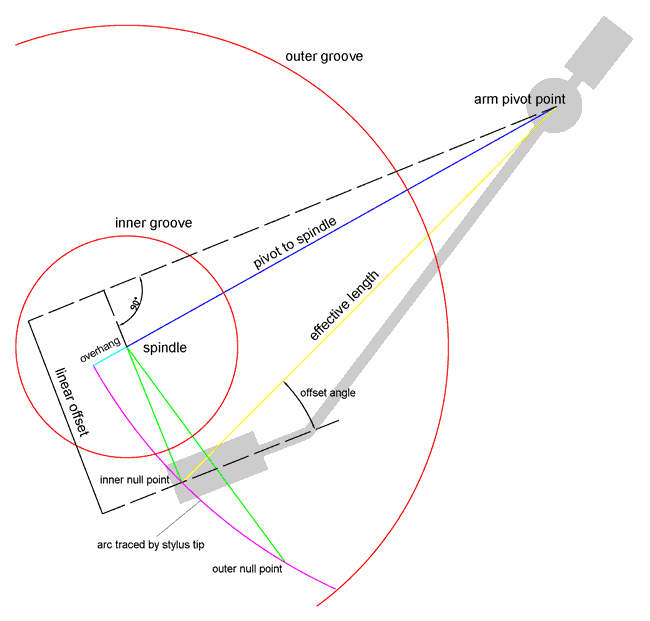 outer groove
arm pivot point
inner groove
pivot to spindle
90°
effective length
overhang
spindle
linear offset
offset angle
inner null point
arc traced by stylus tip
outer null point